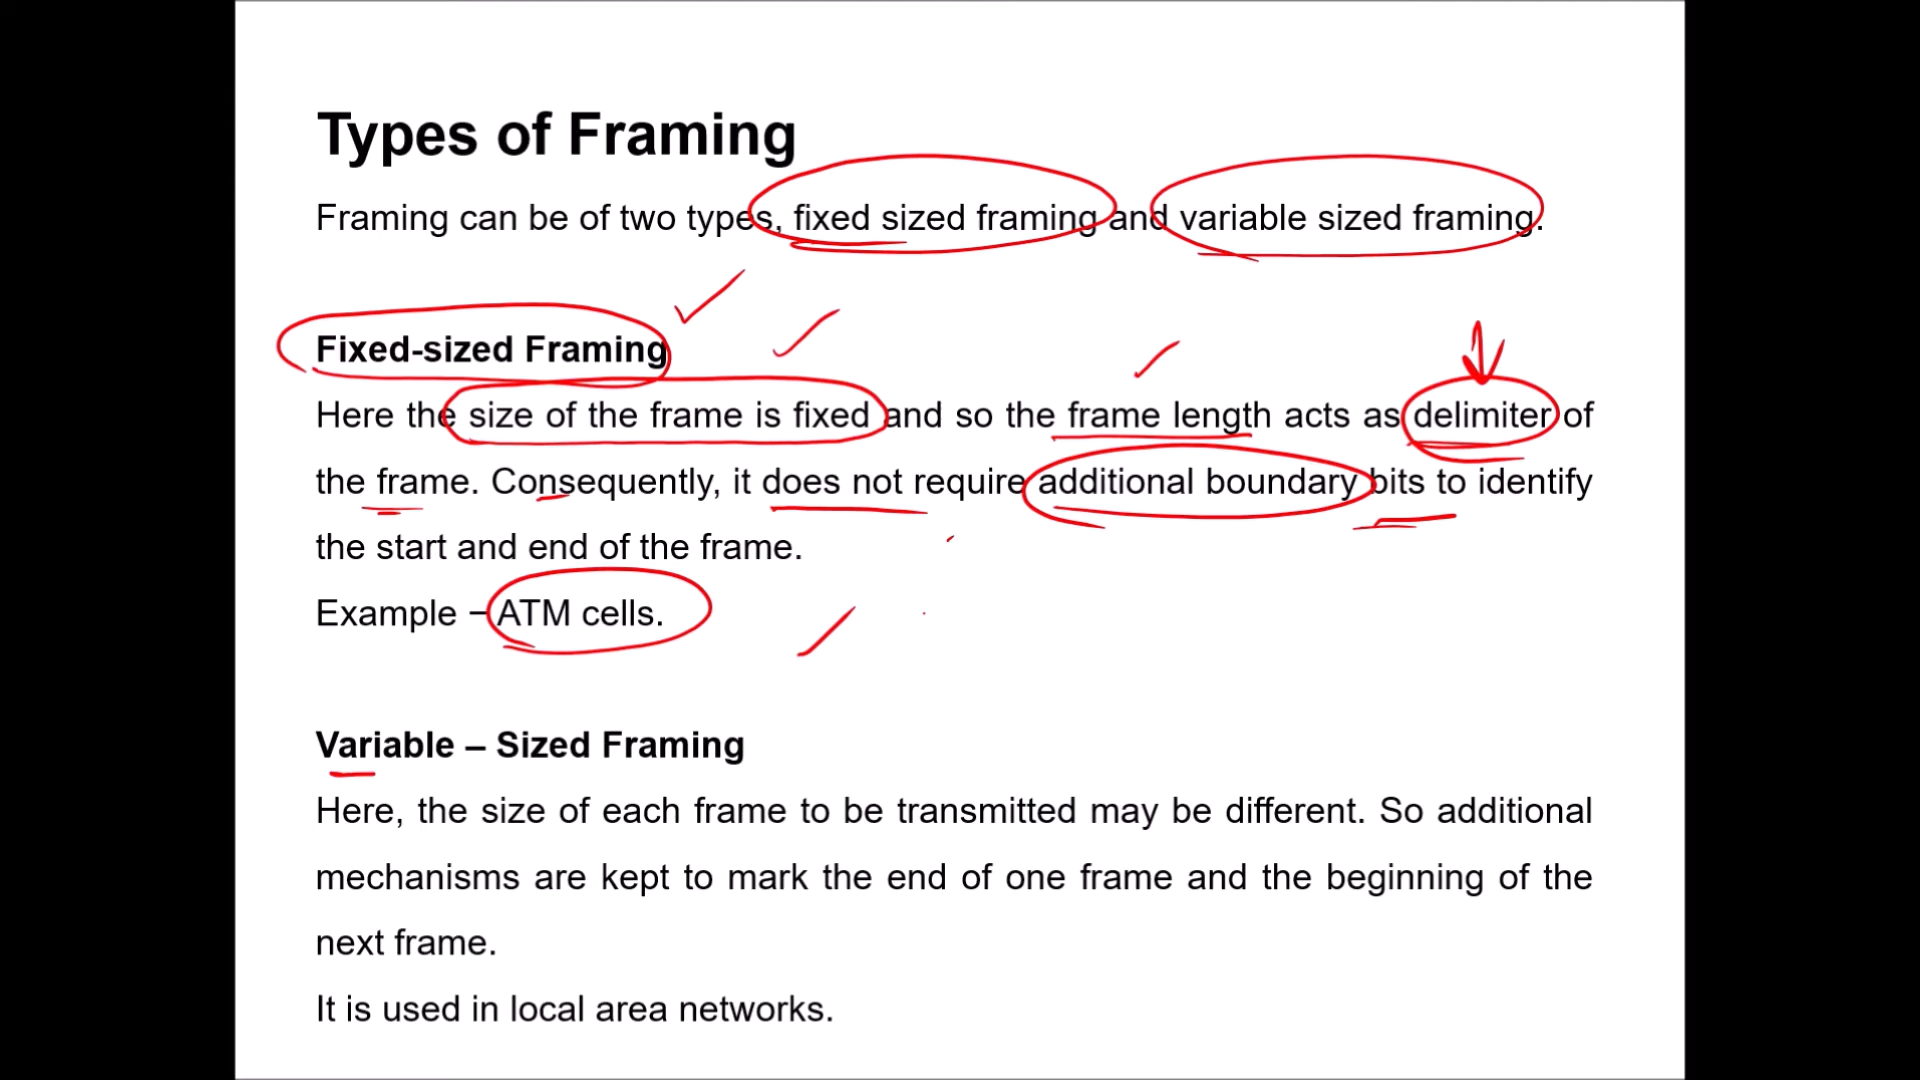 Types of Framing
Framing can be of two types, fixed sized framing and variable sized framing.
Fixed-sized Framing
Here the size of the frame is fixed and so the frame length acts as delimiter of
the frame. Consequently, it does not require additional boundary bits to identify
the start and end of the frame.
Example – ATM cells.
Variable – Sized Framing
Here, the size of each frame to be transmitted may be different. So additional
mechanisms are kept to mark the end of one frame and the beginning of the
next frame.
It is used in local area networks.